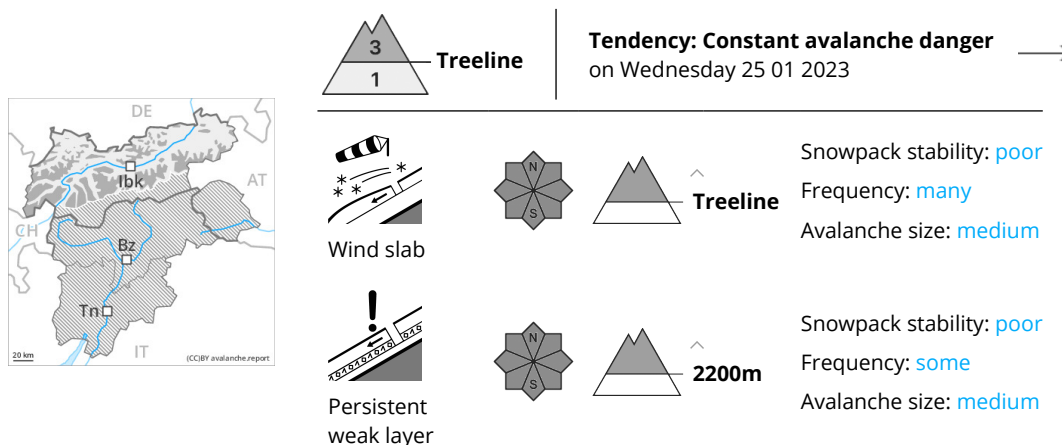 3
1
Treeline
Tendency: Constant avalanche danger
on Wednesday 25 01 2023
DE
Ibk
AT
CH
Bz
Tn
IT
20 km
(CC)BY avalanche.report
N
S
Treeline
Wind slab
Snowpack stability: poor
Frequency: many
Avalanche size: medium
N
S
2200m
Persistent
weak layer
Snowpack stability: poor
Frequency: some
Avalanche size: medium